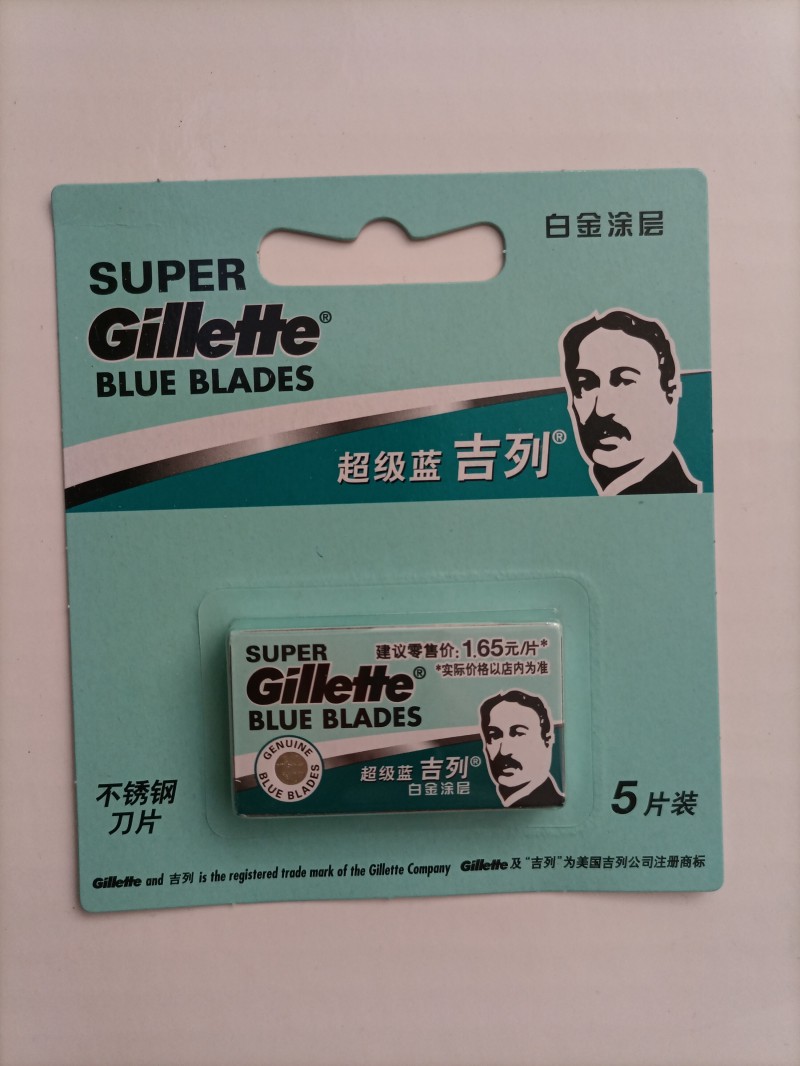 白金涂层
SUPER
Gillette®
BLUE BLADES
超级蓝 吉列®
SUPER
建议零售价: 1.65元/片*
*实际价格以店内为准
Gillette®
BLUE BLADES
GENUINE
BLUE BLADES
超级蓝 吉列®
白金涂层
不锈钢
刀片
5片装
Gillette and 吉列 is the registered trade mark of the Gillette Company Gillette及“吉列”为美国吉列公司注册商标